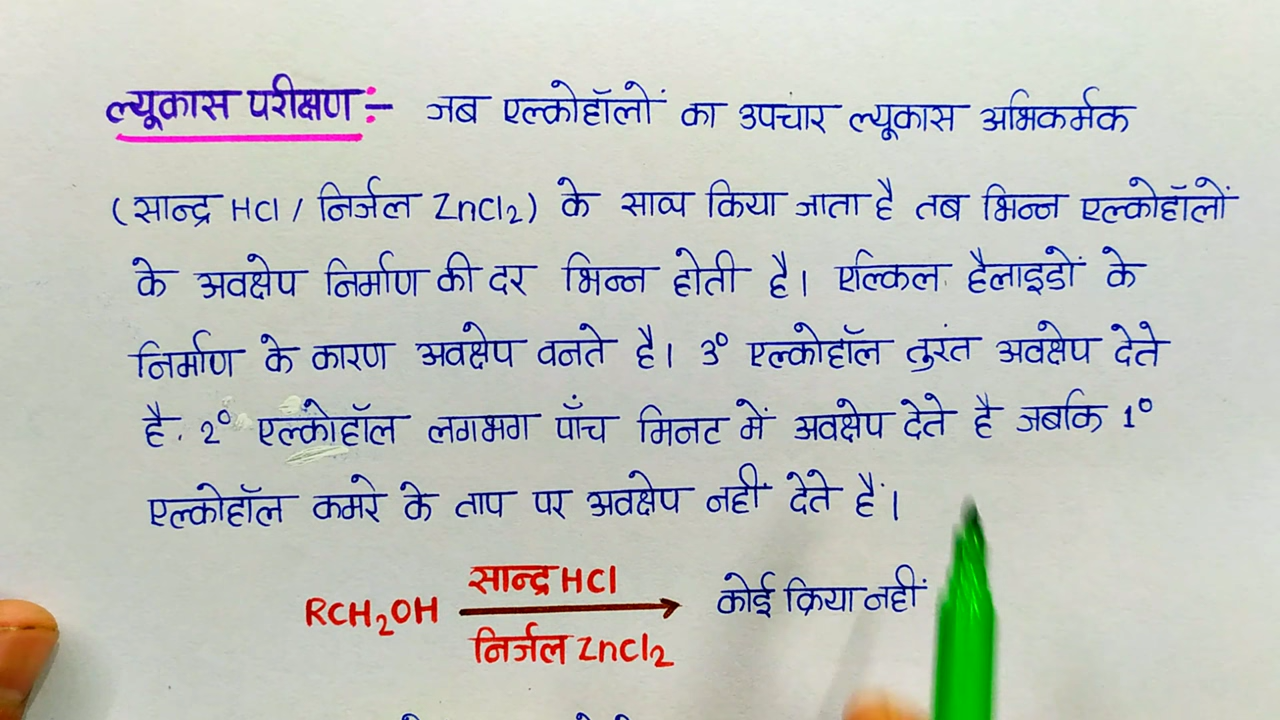 ल्यूकास परीक्षण :- जब एल्कोहॉलों का उपचार ल्यूकास अभिकर्मक
(सान्द्र HCl / निर्जल ZnCl₂) के साथ किया जाता है तब भिन्न एल्कोहॉलों
के अवक्षेप निर्माण की दर भिन्न होती है। एल्किल हैलाइडों के
निर्माण के कारण अवक्षेप बनते है। 3° एल्कोहॉल तुरंत अवक्षेप देते
है. 2° एल्कोहॉल लगभग पाँच मिनट में अवक्षेप देते है जबकि 1°
एल्कोहॉल कमरे के ताप पर अवक्षेप नहीं देते हैं।
सान्द्र HCl
RCH₂OH ⟶ कोई क्रिया नहीं
निर्जल ZnCl₂